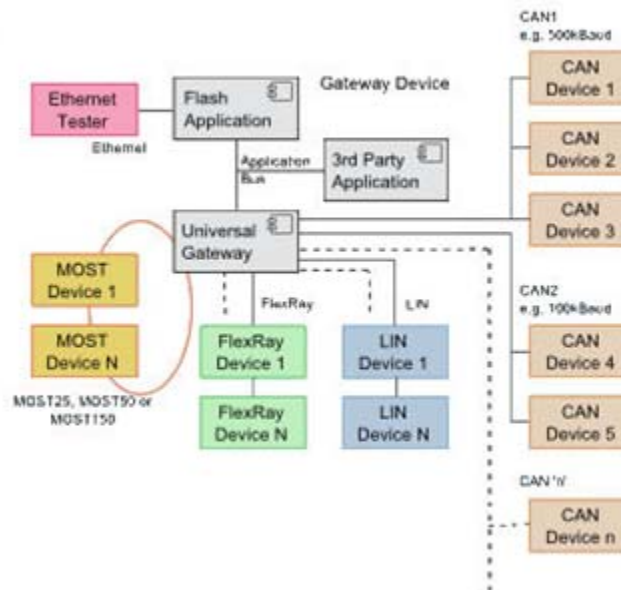 CAN1
e.g. 500kBaud
Gateway Device
Ethernet
Tester
Flash
Application
CAN
Device 1
Ethernet
Application
Bus
3rd Party
Application
CAN
Device 2
Universal
Gateway
CAN
Device 3
MOST
Device 1
FlexRay
LIN
CAN2
e.g. 100kBaud
MOST
Device N
FlexRay
Device 1
LIN
Device 1
CAN
Device 4
MOST25, MOST50 or
MOST150
FlexRay
Device N
LIN
Device N
CAN
Device 5
CAN 'n'
CAN
Device n